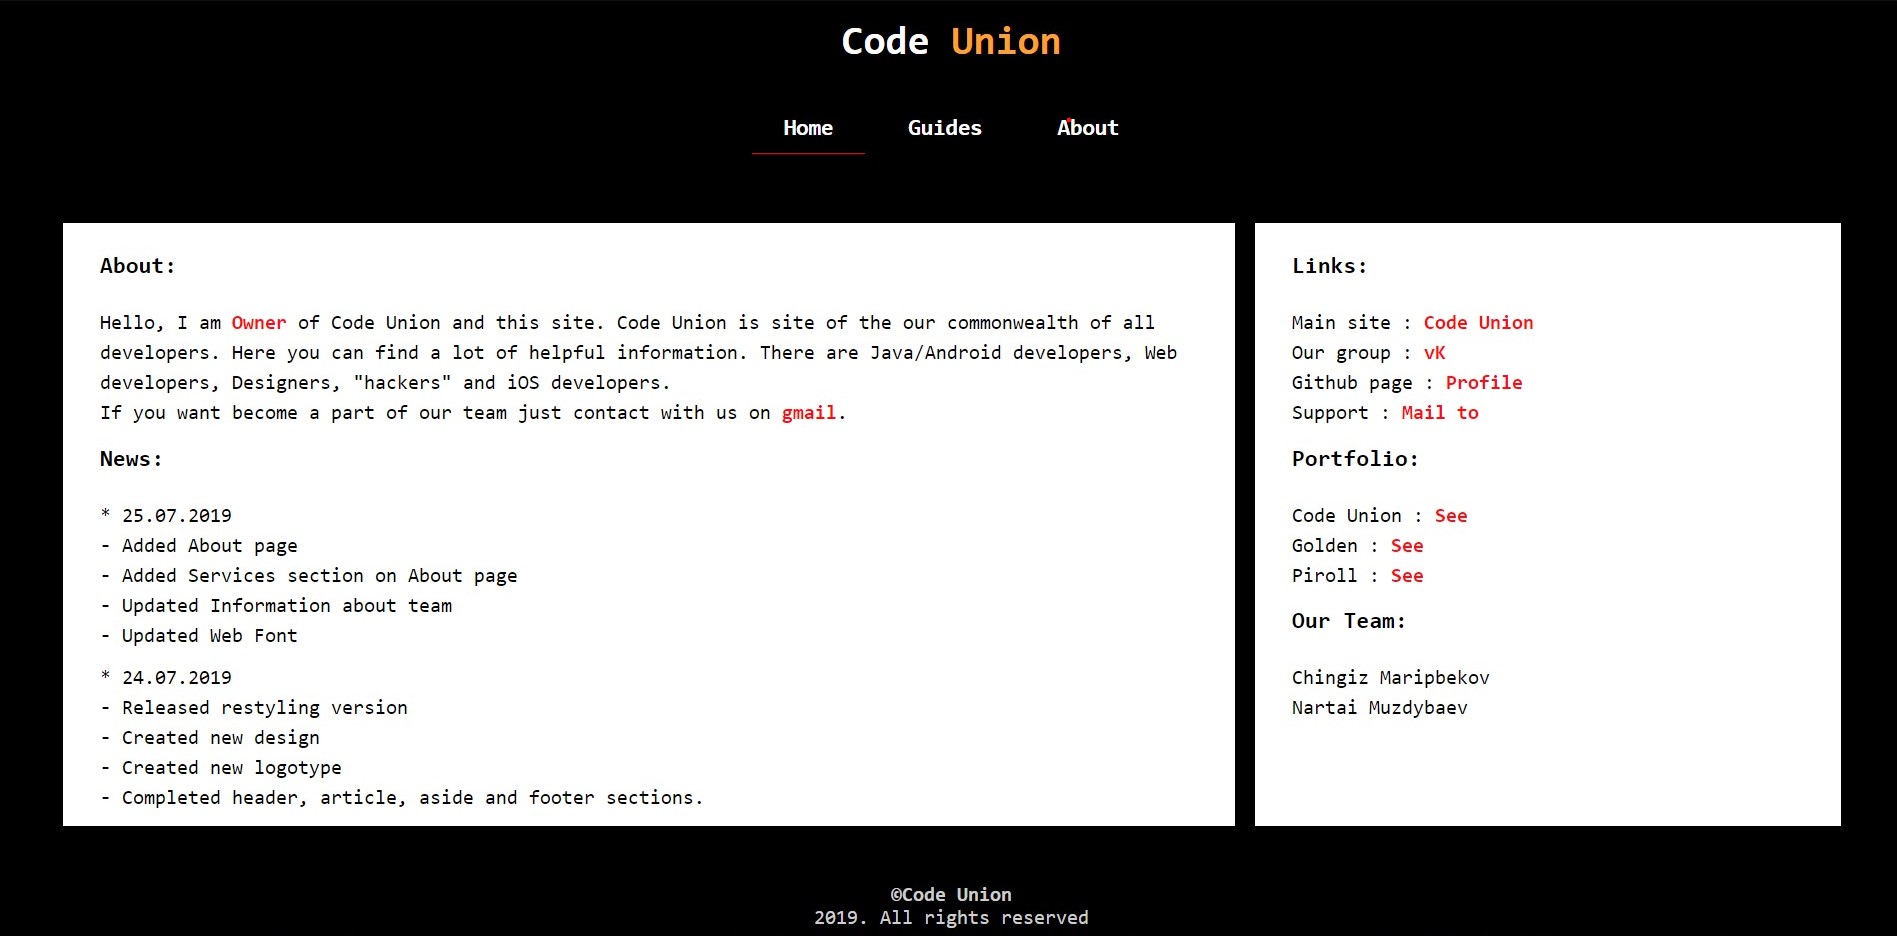 Code Union
Home Guides About
About:
Hello, I am Owner of Code Union and this site. Code Union is site of the our commonwealth of all
developers. Here you can find a lot of helpful information. There are Java/Android developers, Web
developers, Designers, "hackers" and iOS developers.
If you want become a part of our team just contact with us on gmail.
News:
* 25.07.2019
- Added About page
- Added Services section on About page
- Updated Information about team
- Updated Web Font
* 24.07.2019
- Released restyling version
- Created new design
- Created new logotype
- Completed header, article, aside and footer sections.
Links:
Main site : Code Union
Our group : vK
Github page : Profile
Support : Mail to
Portfolio:
Code Union : See
Golden : See
Piroll : See
Our Team:
Chingiz Maripbekov
Nartai Muzdybaev
©Code Union
2019. All rights reserved